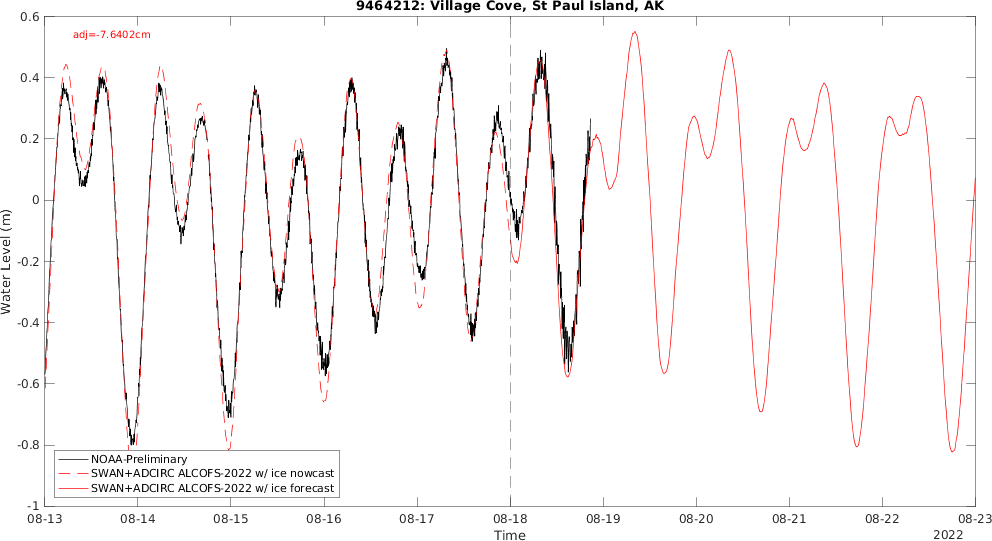 9464212: Village Cove, St Paul Island, AK
adj=-7.6402cm
Water Level (m)
0.6
0.4
0.2
0
-0.2
-0.4
-0.6
-0.8
-1
NOAA-Preliminary
SWAN+ADCIRC ALCOFS-2022 w/ ice nowcast
SWAN+ADCIRC ALCOFS-2022 w/ ice forecast
08-13 08-14 08-15 08-16 08-17 08-18 08-19 08-20 08-21 08-22 08-23
Time
2022